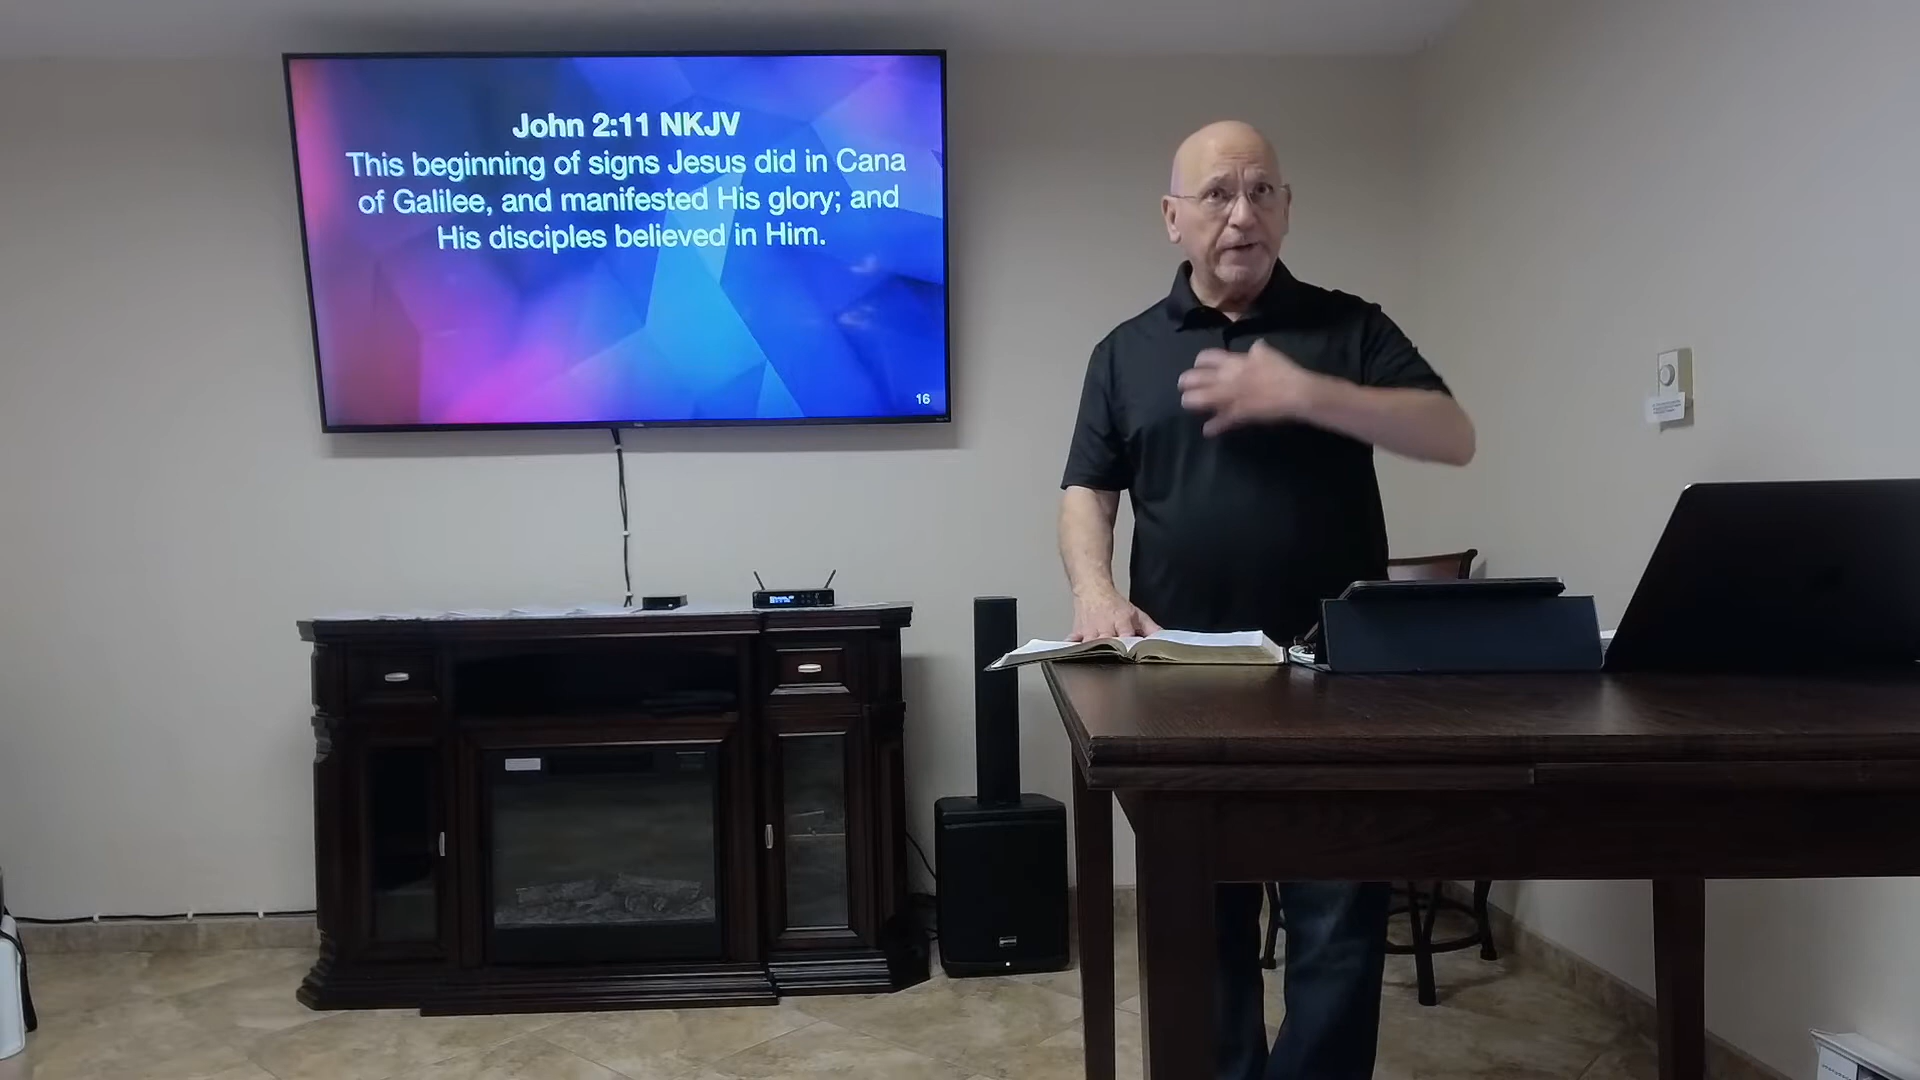 John 2:11 NKJV
This beginning of signs Jesus did in Cana
of Galilee, and manifested His glory; and
His disciples believed in Him.
16